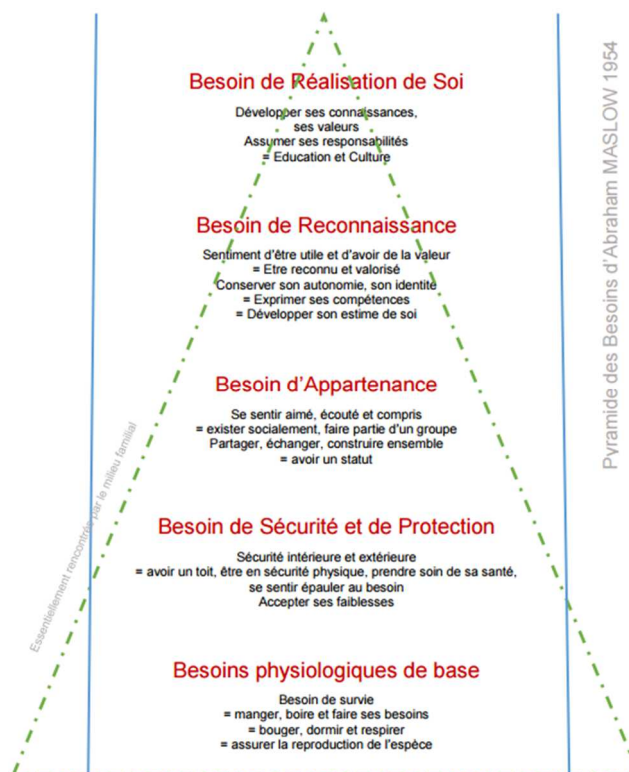 Besoin de Réalisation de Soi
Développer ses connaissances,
ses valeurs
Assumer ses responsabilités
= Education et Culture
Besoin de Reconnaissance
Sentiment d'être utile et d'avoir de la valeur
= Etre reconnu et valorisé
Conserver son autonomie, son identité
= Exprimer ses compétences
= Développer son estime de soi
Besoin d'Appartenance
Se sentir aimé, écouté et compris
= exister socialement, faire partie d'un groupe
Partager, échanger, construire ensemble
= avoir un statut
Besoin de Sécurité et de Protection
Sécurité intérieure et extérieure
= avoir un toit, être en sécurité physique, prendre soin de sa santé,
se sentir épauler au besoin
Accepter ses faiblesses
Besoins physiologiques de base
Besoin de survie
= manger, boire et faire ses besoins
= bouger, dormir et respirer
= assurer la reproduction de l'espèce
Essentiellement rencontrés par le milieu familial
Pyramide des Besoins d'Abraham MASLOW 1954